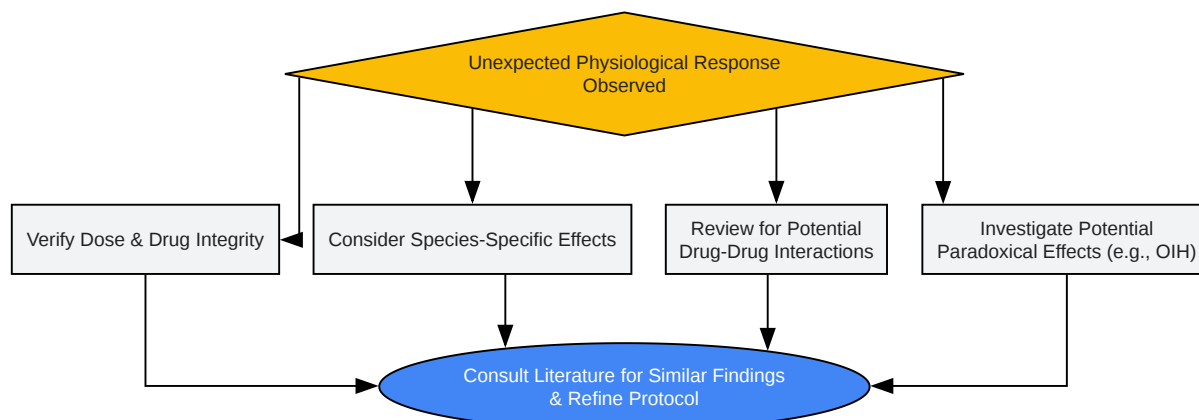 Unexpected Physiological Response
Observed
Verify Dose & Drug Integrity
Consider Species-Specific Effects
Review for Potential
Drug-Drug Interactions
Investigate Potential
Paradoxical Effects (e.g., OIH)
Consult Literature for Similar Findings
& Refine Protocol